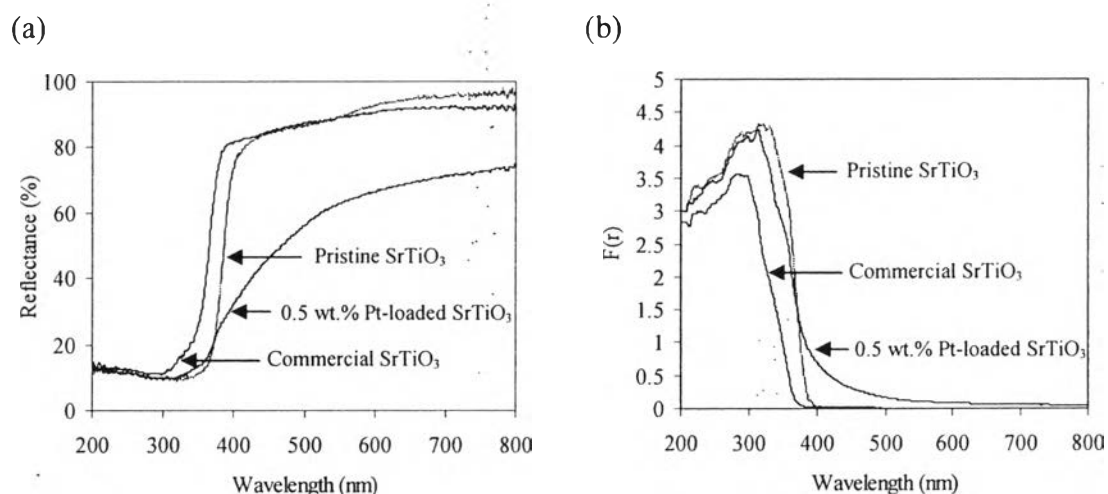 (a)
100
80
60
40
20
0
Reflectance (%)
200 300 400 500 600 700 800
Wavelength (nm)
Pristine SrTiO3
0.5 wt.% Pt-loaded SrTiO3
Commercial SrTiO3
(b)
5
4.5
4
3.5
3
2.5
2
1.5
1
0.5
0
F(r)
200 300 400 500 600 700 800
Wavelength (nm)
Pristine SrTiO3
Commercial SrTiO3
0.5 wt.% Pt-loaded SrTiO3